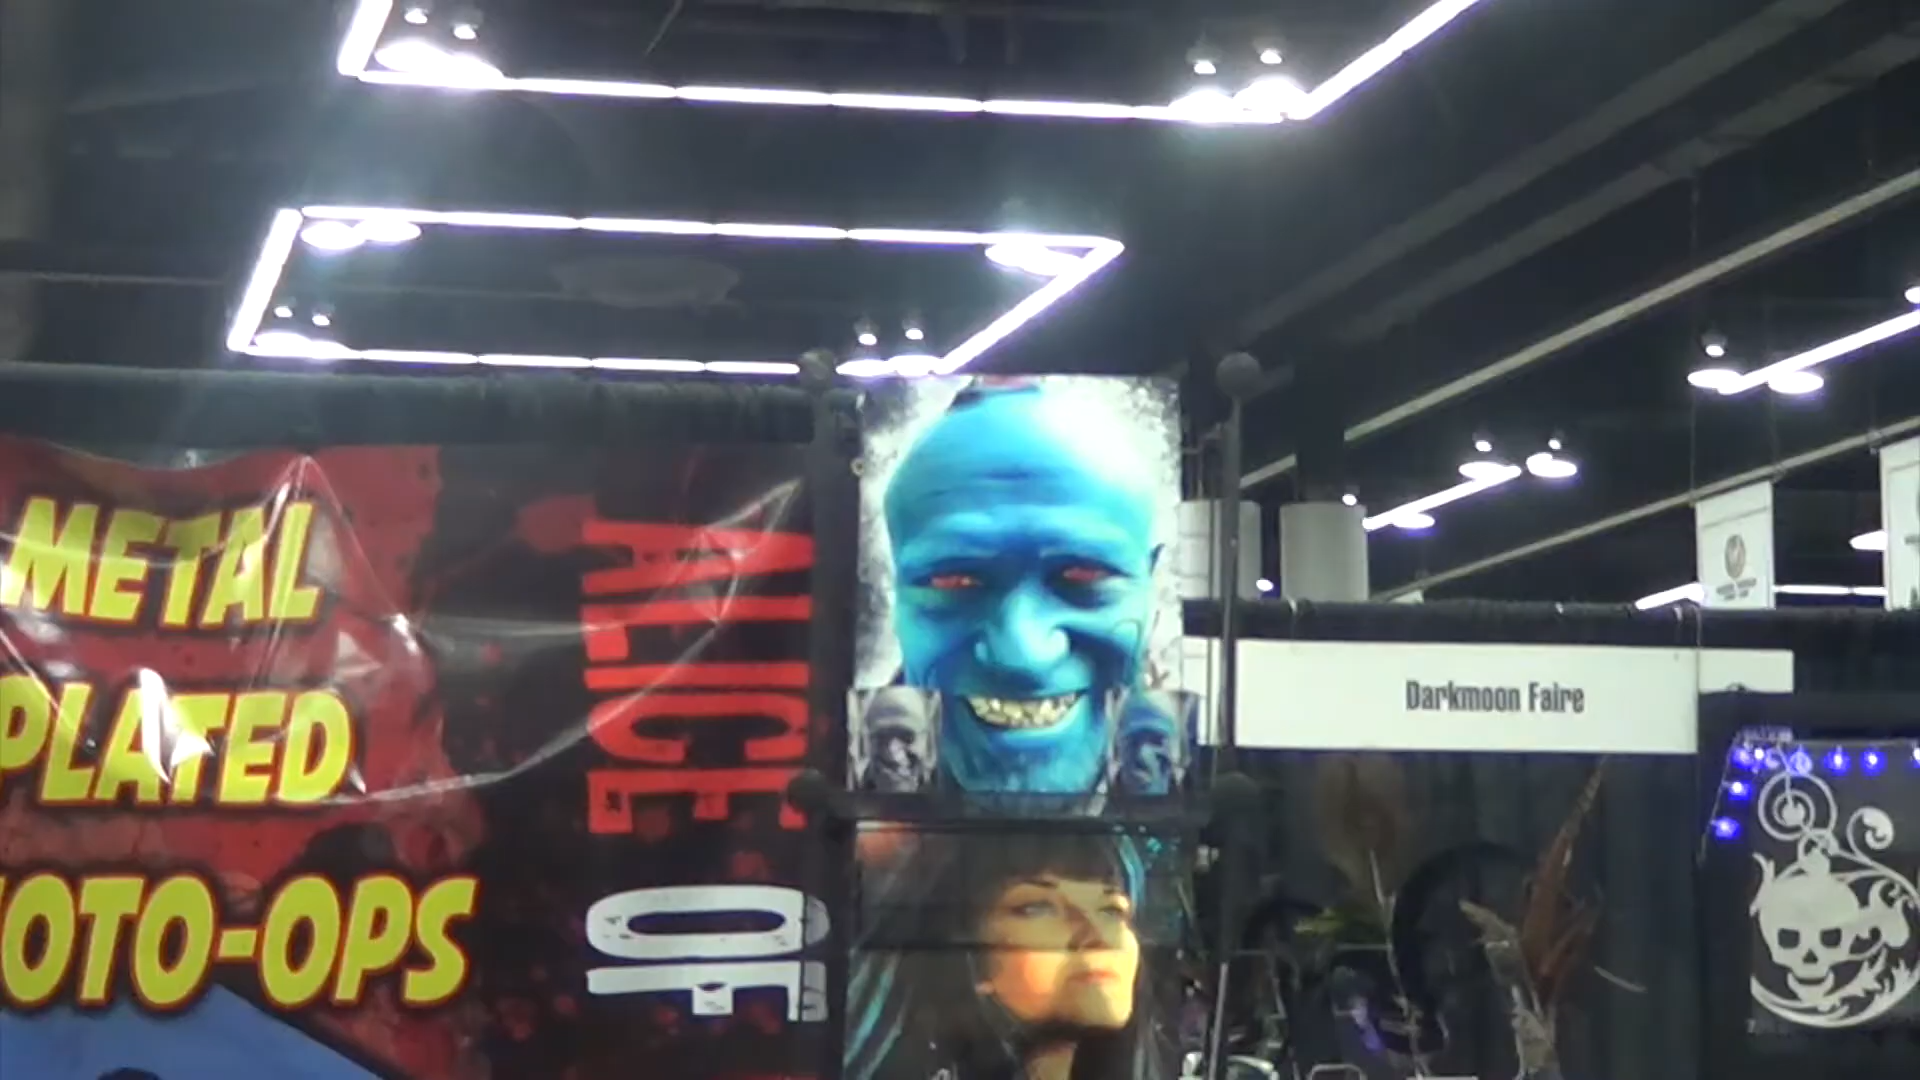 METAL
PLATED
OTO-OPS
ALICE OF
Darkmoon Faire